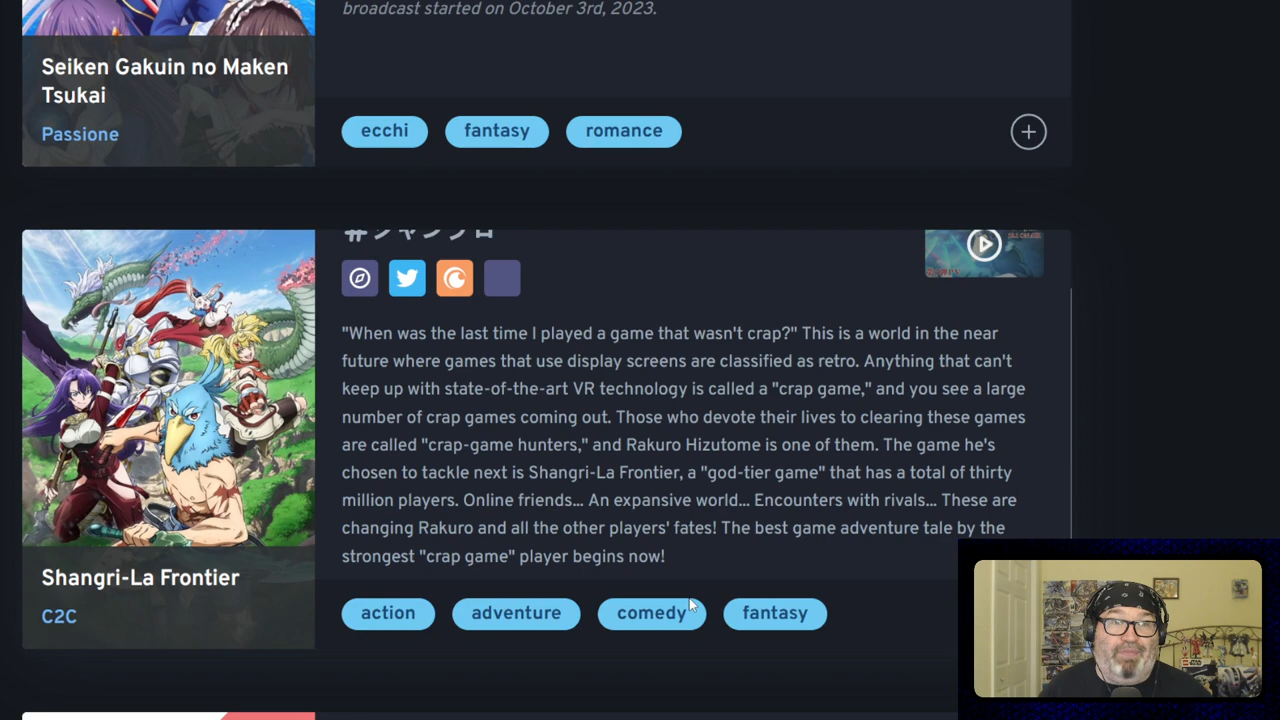 broadcast started on October 3rd, 2023.
Seiken Gakuin no Maken
Tsukai
Passione
ecchi
fantasy
romance
#シャンフロ
"When was the last time I played a game that wasn't crap?" This is a world in the near
future where games that use display screens are classified as retro. Anything that can't
keep up with state-of-the-art VR technology is called a "crap game," and you see a large
number of crap games coming out. Those who devote their lives to clearing these games
are called "crap-game hunters," and Rakuro Hizutome is one of them. The game he's
chosen to tackle next is Shangri-La Frontier, a "god-tier game" that has a total of thirty
million players. Online friends... An expansive world... Encounters with rivals... These are
changing Rakuro and all the other players' fates! The best game adventure tale by the
strongest "crap game" player begins now!
Shangri-La Frontier
C2C
action
adventure
comedy
fantasy